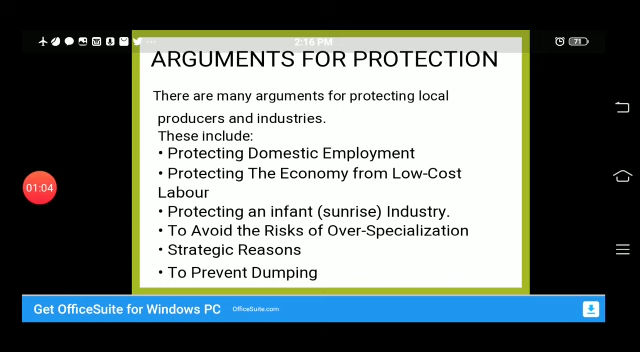 2:16 PM
71
ARGUMENTS FOR PROTECTION
There are many arguments for protecting local
producers and industries.
These include:
• Protecting Domestic Employment
• Protecting The Economy from Low-Cost
Labour
• Protecting an infant (sunrise) Industry.
• To Avoid the Risks of Over-Specialization
• Strategic Reasons
• To Prevent Dumping
01:04
Get OfficeSuite for Windows PC OfficeSuite.com